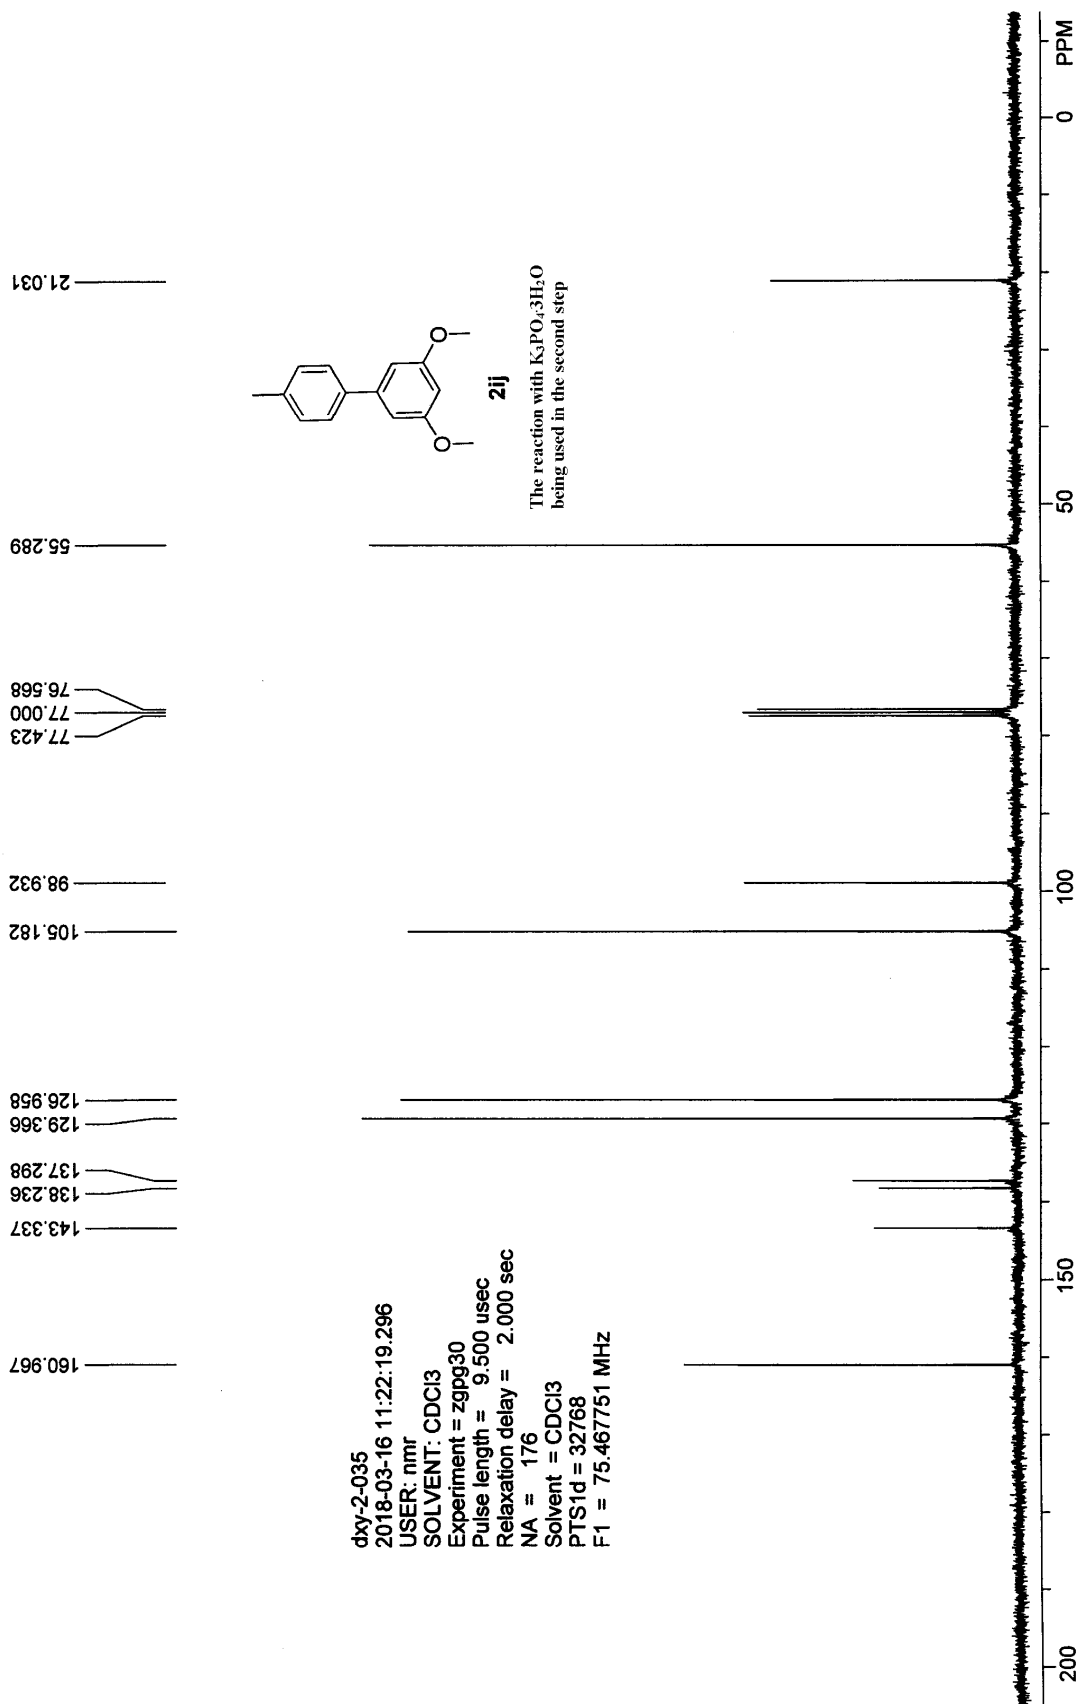 160.967
143.337
138.236
137.298
129.366
126.958
105.182
98.932
77.423
77.000
76.568
55.289
21.031
dxy-2-035
2018-03-16 11:22:19.296
USER: nmr
SOLVENT: CDCl3
Experiment = zgpg30
Pulse length = 9.500 usec
Relaxation delay = 2.000 sec
NA = 176
Solvent = CDCl3
PTS1d = 32768
F1 = 75.467751 MHz
O
O
2ij
The reaction with K₃PO₄·3H₂O
being used in the second step
200
150
100
50
0
PPM